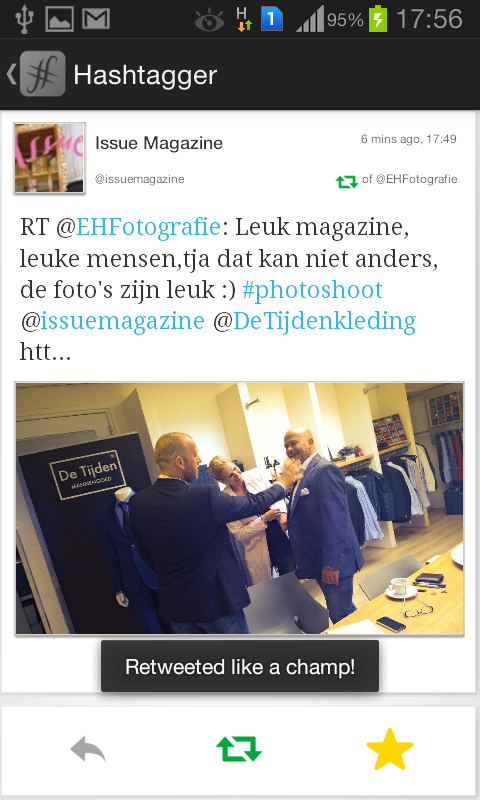 H 1 95% 17:56
Hashtagger
Issue
Issue Magazine 6 mins ago, 17:49
@issuemagazine of @EHFotografie
RT @EHFotografie: Leuk magazine,
leuke mensen,tja dat kan niet anders,
de foto's zijn leuk :) #photoshoot
@issuemagazine @DeTijdenkleding
htt...
De Tijden
MANNENGOED
Retweeted like a champ!